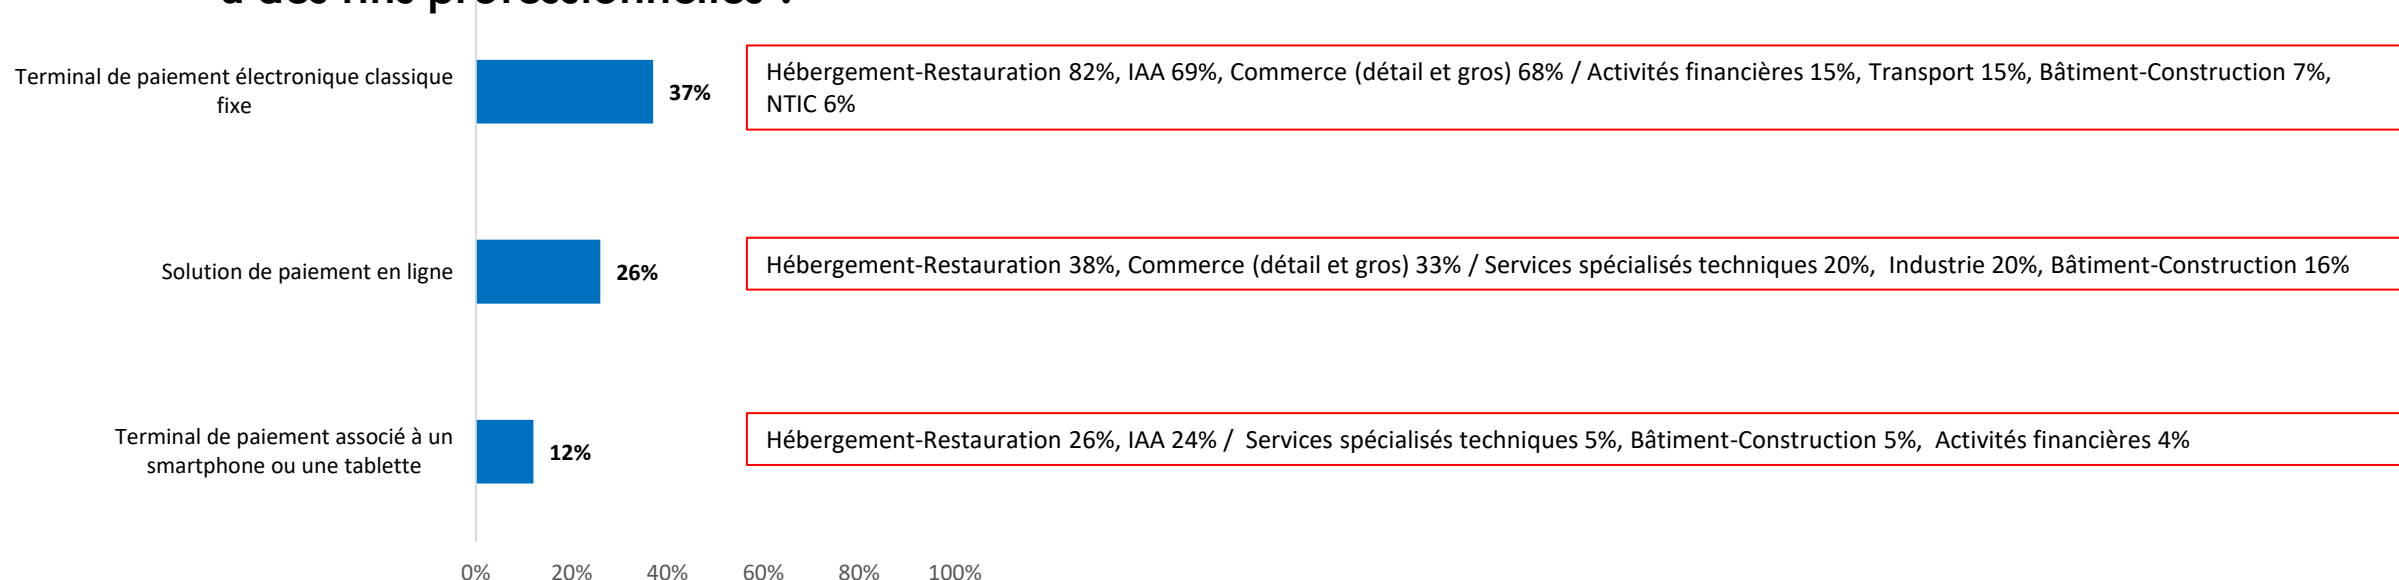 à des fins professionnelles ?
Terminal de paiement électronique classique
fixe
37%
Hébergement-Restauration 82%, IAA 69%, Commerce (détail et gros) 68% / Activités financières 15%, Transport 15%, Bâtiment-Construction 7%,
NTIC 6%
Solution de paiement en ligne
26%
Hébergement-Restauration 38%, Commerce (détail et gros) 33% / Services spécialisés techniques 20%, Industrie 20%, Bâtiment-Construction 16%
Terminal de paiement associé à un
smartphone ou une tablette
12%
Hébergement-Restauration 26%, IAA 24% / Services spécialisés techniques 5%, Bâtiment-Construction 5%, Activités financières 4%
0% 20% 40% 60% 80% 100%